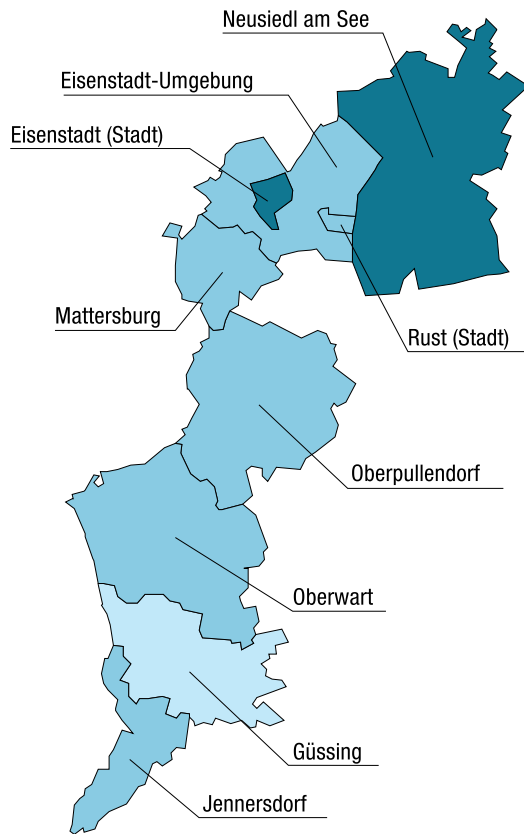 Neusiedl am See
Eisenstadt-Umgebung
Eisenstadt (Stadt)
Mattersburg
Rust (Stadt)
Oberpullendorf
Oberwart
Güssing
Jennersdorf